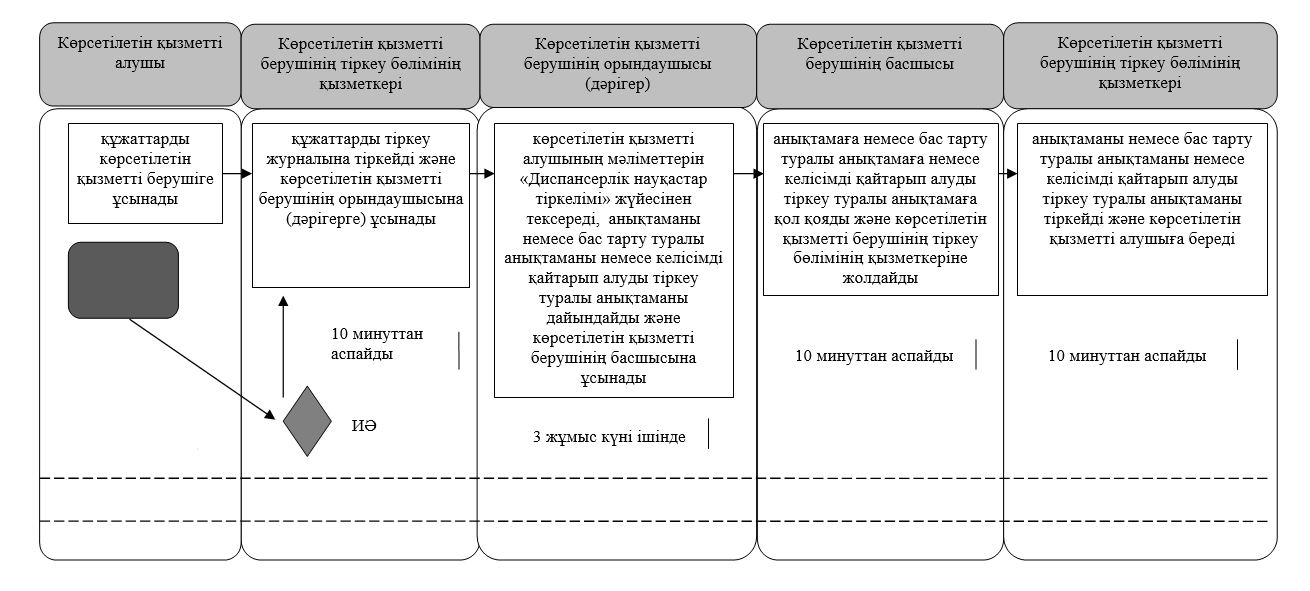 Көрсетілетін қызметті
алушы
Көрсетілетін қызметті
берушінің тіркеу бөлімінің
қызметкері
Көрсетілетін қызметті
берушінің орындаушысы
(дәрігер)
Көрсетілетін қызметті
берушінің басшысы
Көрсетілетін қызметті
берушінің тіркеу бөлімінің
қызметкері
құжаттарды
көрсетілетін
қызметті берушіге
ұсынады
құжаттарды тіркеу
журналына тіркейді және
көрсетілетін қызметті
берушінің орындаушысына
(дәрігерге) ұсынады
көрсетілетін қызметті
алушының мәліметтерін
«Диспансерлік науқастар
тіркелімі» жүйесінен
тексереді, анықтаманы
немесе бас тарту туралы
анықтаманы немесе келісімді
қайтарып алуды тіркеу
туралы анықтаманы
дайындайды және
көрсетілетін қызметті
берушінің басшысына
ұсынады
анықтамаға немесе бас тарту
туралы анықтамаға немесе
келісімді қайтарып алуды
тіркеу туралы анықтамаға
қол қояды және көрсетілетін
қызметті берушінің тіркеу
бөлімінің қызметкеріне
жолдайды
анықтаманы немесе бас тарту
туралы анықтаманы немесе
келісімді қайтарып алуды
тіркеу туралы анықтаманы
тіркейді және көрсетілетін
қызметті алушыға береді
10 минуттан
аспайды
ИӘ
3 жұмыс күні ішінде
10 минуттан аспайды
10 минуттан аспайды